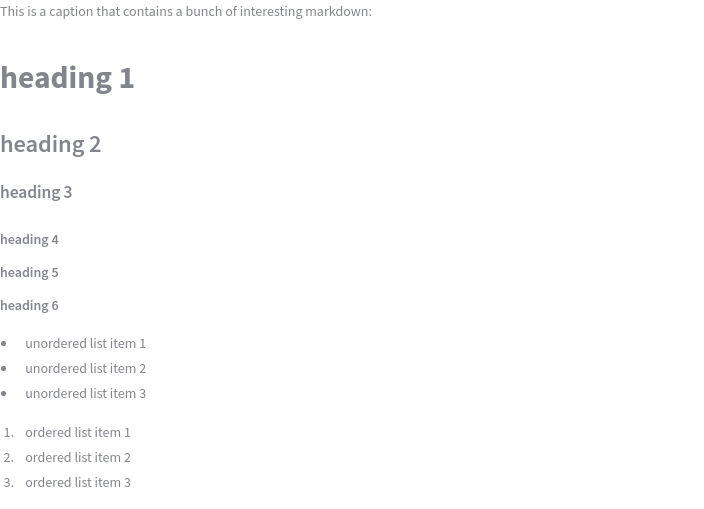 This is a caption that contains a bunch of interesting markdown:
heading 1
heading 2
heading 3
heading 4
heading 5
heading 6
• unordered list item 1
• unordered list item 2
• unordered list item 3
1. ordered list item 1
2. ordered list item 2
3. ordered list item 3